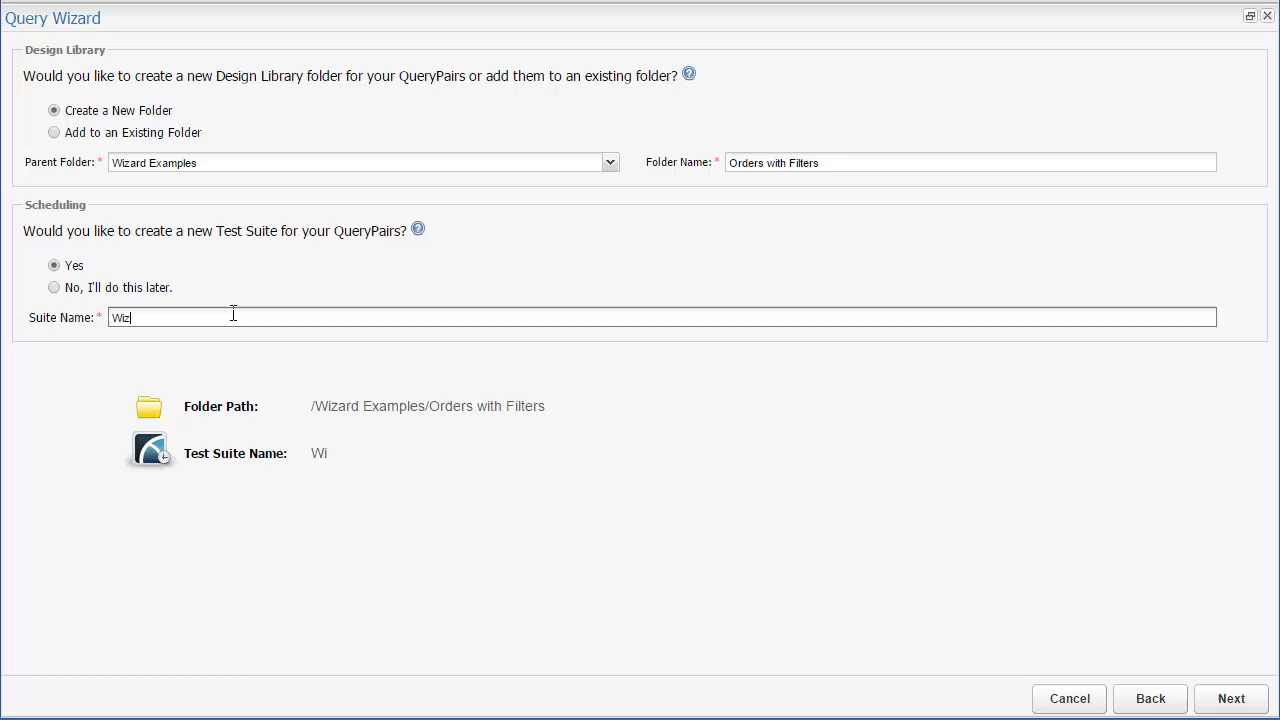 Query Wizard
Design Library
Would you like to create a new Design Library folder for your QueryPairs or add them to an existing folder?
Create a New Folder
Add to an Existing Folder
Parent Folder: * Wizard Examples Folder Name: * Orders with Filters
Scheduling
Would you like to create a new Test Suite for your QueryPairs?
Yes
No, I'll do this later.
Suite Name: * Wiz
Folder Path: /Wizard Examples/Orders with Filters
Test Suite Name: Wi
Cancel Back Next